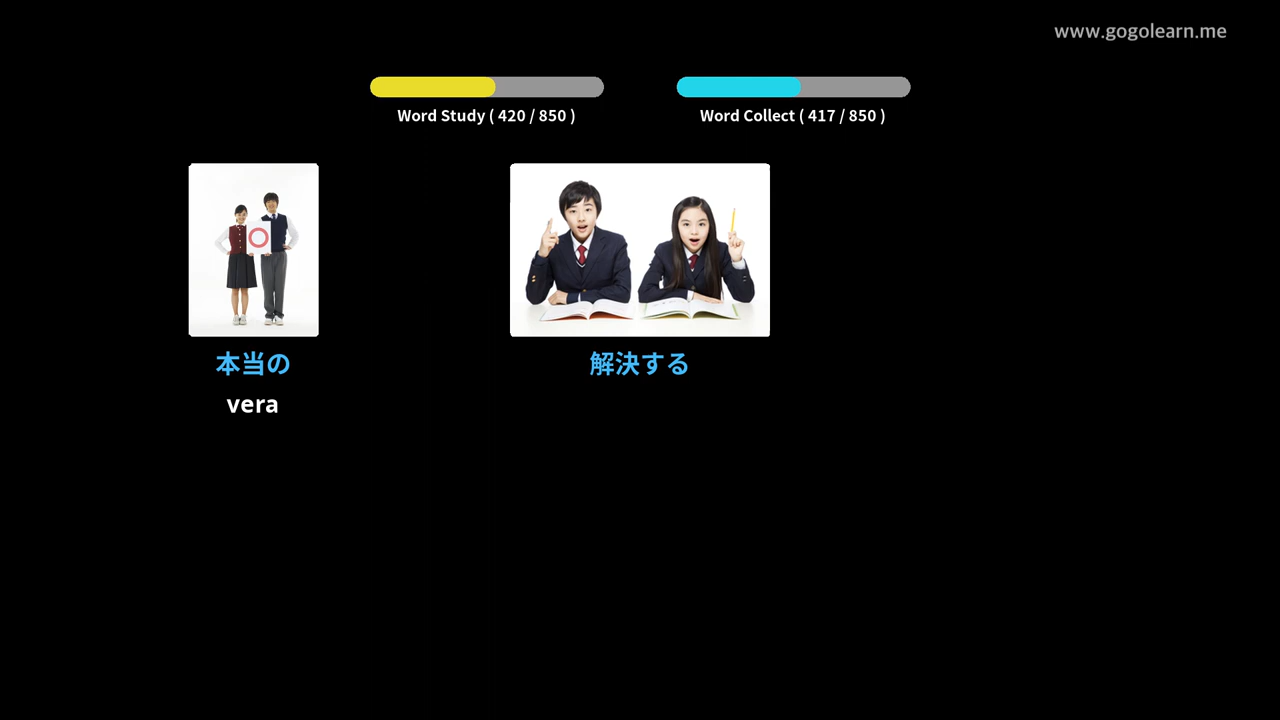 www.gogolearn.me
Word Study ( 420 / 850 )
Word Collect ( 417 / 850 )
本当の
vera
解決する